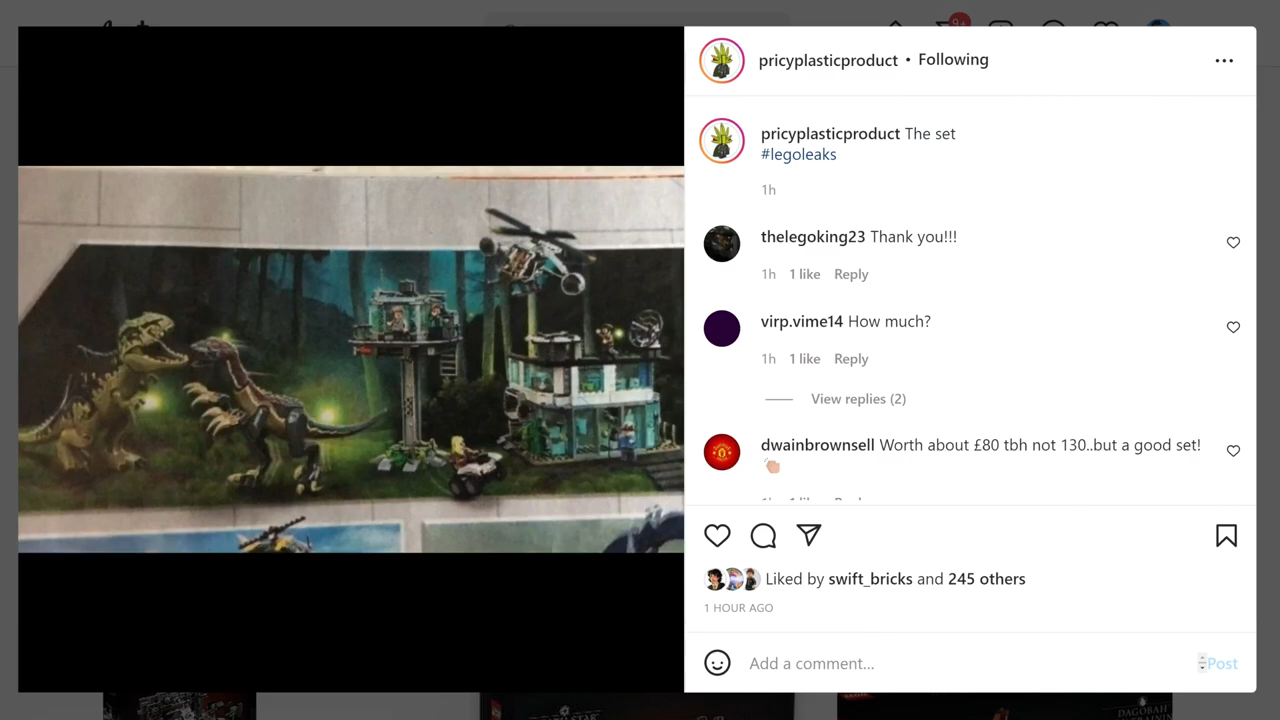 9+
pricyplasticproduct • Following
pricyplasticproduct The set
#legoleaks
1h
thelegoking23 Thank you!!!
1h 1 like Reply
virp.vime14 How much?
1h 1 like Reply
View replies (2)
dwainbrownsell Worth about £80 tbh not 130..but a good set!
Liked by swift_bricks and 245 others
1 HOUR AGO
Add a comment...
Post
DAGOBAH